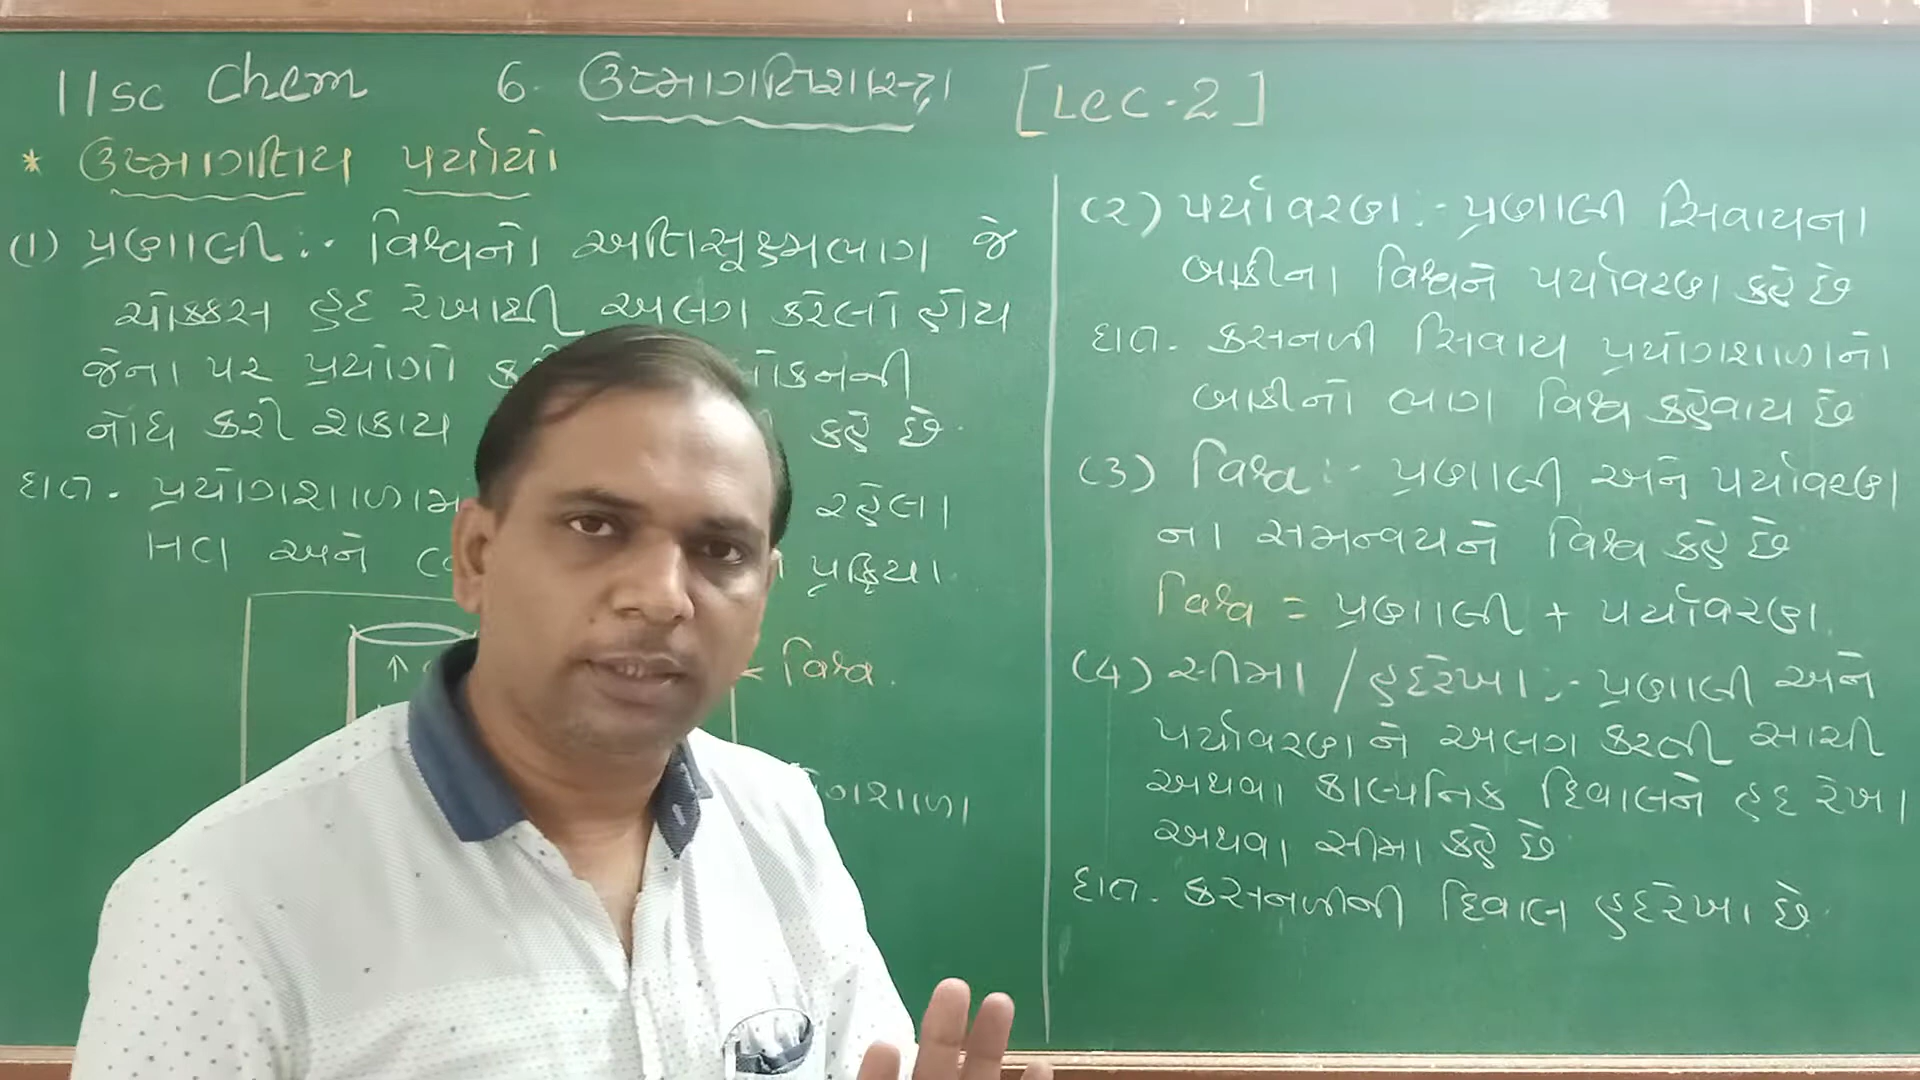 11sc Chem 6. ઉષ્માગતિશાસ્ત્ર [Lec-2]
* ઉષ્માગતિય પર્યાયો
(1) પ્રણાલી :- વિશ્વનો અતિસૂક્ષ્મભાગ જે
ચોક્કસ હદ રેખાથી અલગ કરેલો હોય
જેના પર પ્રયોગો
નોંધ કરી શકાય કહે છે.
દા.ત. પ્રયોગશાળામ રહેલા
HCl અને પ્રક્રિયા.
← વિશ્વ.
(૨) પર્યાવરણ :- પ્રણાલી સિવાયના
બાકીના વિશ્વને પર્યાવરણ કહે છે
દાત. કસનળી સિવાય પ્રયોગશાળાનો
બાકીનો ભાગ વિશ્વ કહેવાય છે
(3) વિશ્વ :- પ્રણાલી અને પર્યાવરણ
ના સમન્વયને વિશ્વ કહે છે
વિશ્વ = પ્રણાલી + પર્યાવરણ
(4) સીમા / હદરેખા :- પ્રણાલી અને
પર્યાવરણ ને અલગ કરતી સાચી
અથવા કાલ્પનિક દિવાલને હદ રેખા
અથવા સીમા કહે છે
દાત. કસનળીની દિવાલ હદરેખા છે.